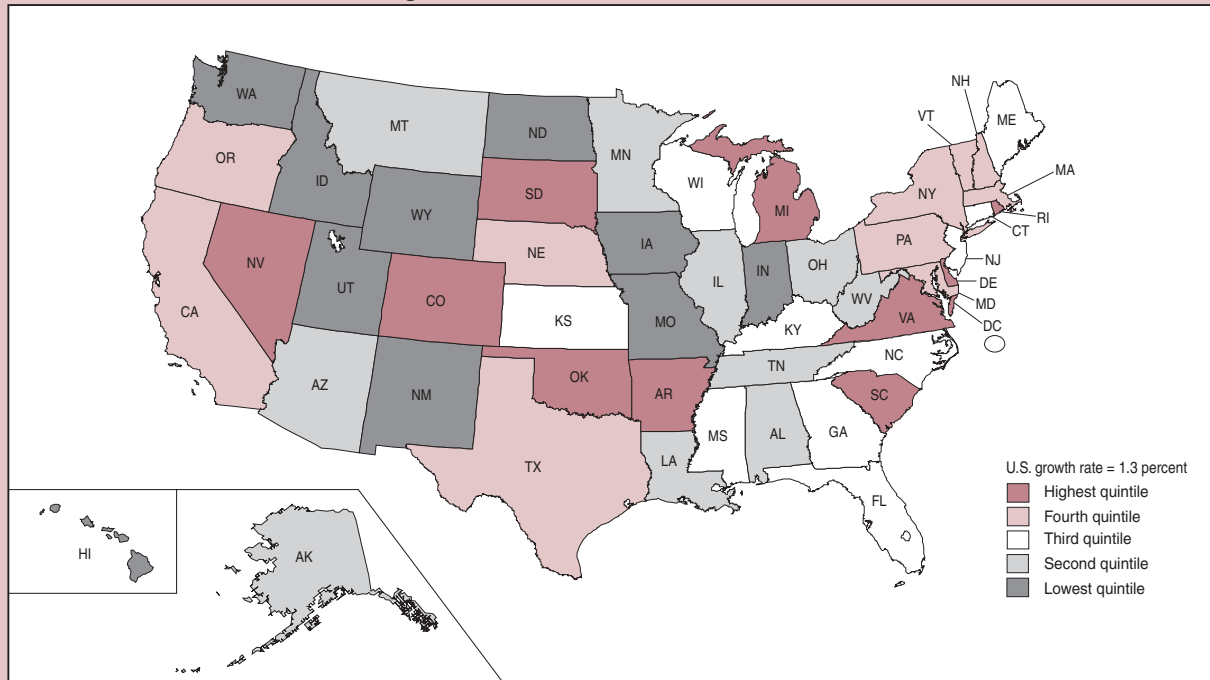 NH
WA
VT
ME
MT
ND
MN
OR
MA
ID
WI
NY
SD
MI
WY
RI
CT
IA
PA
NE
NV
NJ
OH
IN
UT
IL
DE
CO
WV
MD
CA
VA
DC
KS
MO
KY
NC
TN
OK
AZ
AR
NM
SC
MS
AL
GA
LA
TX
U.S. growth rate = 1.3 percent
Highest quintile
FL
Fourth quintile
Third quintile
HI
AK
Second quintile
Lowest quintile